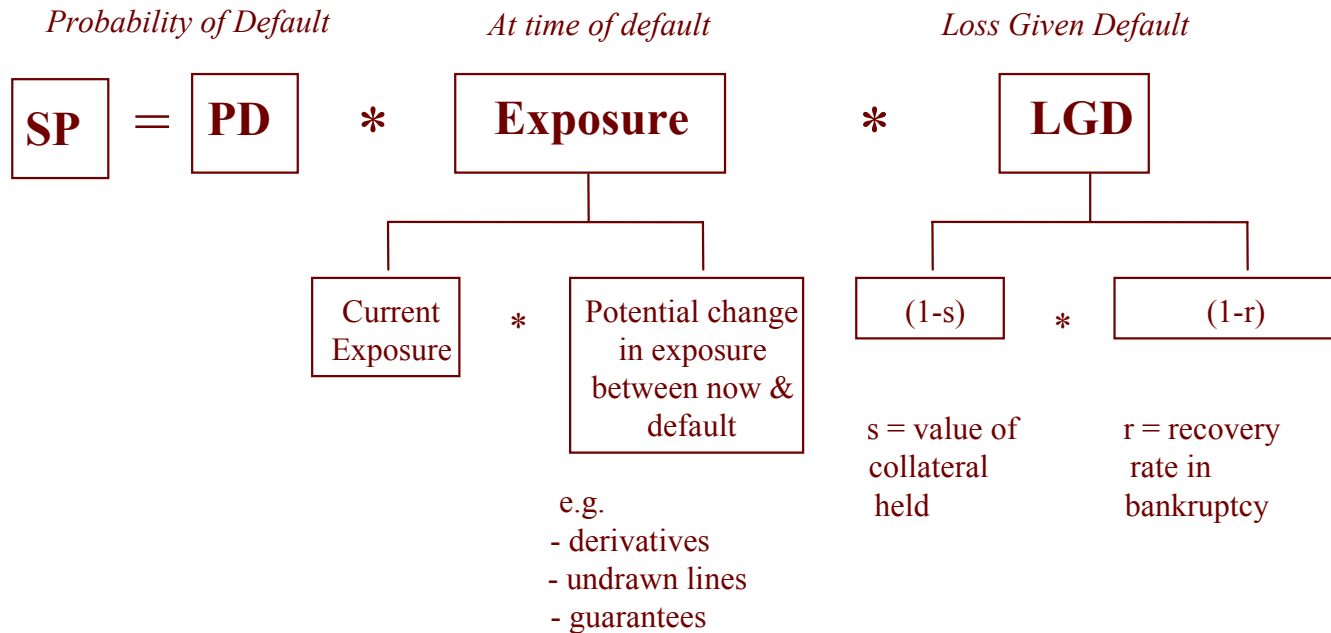 Probability of Default
At time of default
Loss Given Default
SP = PD * Exposure * LGD
Current
Exposure
*
Potential change
in exposure
between now &
default
(1-s)
*
(1-r)
e.g.
- derivatives
- undrawn lines
- guarantees
s = value of
collateral
held
r = recovery
rate in
bankruptcy